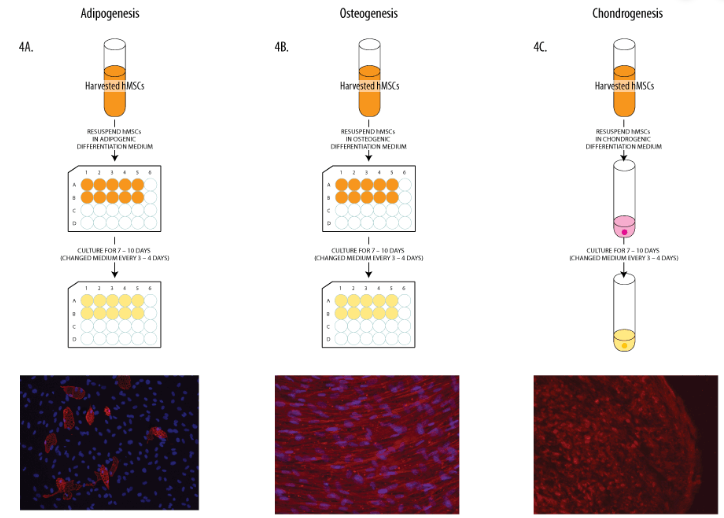 Adipogenesis
Osteogenesis
Chondrogenesis
4A.
4B.
4C.
Harvested hMSCs
Harvested hMSCs
Harvested hMSCs
RESUSPEND hMSCs
IN ADIPOGENIC
DIFFERENTIATION MEDIUM
RESUSPEND hMSCs
IN OSTEOGENIC
DIFFERENTIATION MEDIUM
RESUSPEND hMSCs
IN CHONDROGENIC
DIFFERENTIATION MEDIUM
1 2 3 4 5 6
A
B
C
D
1 2 3 4 5 6
A
B
C
D
CULTURE FOR 7 – 10 DAYS
(CHANGED MEDIUM EVERY 3 – 4 DAYS)
CULTURE FOR 7 – 10 DAYS
(CHANGED MEDIUM EVERY 3 – 4 DAYS)
CULTURE FOR 7 – 10 DAYS
(CHANGED MEDIUM EVERY 3 – 4 DAYS)
1 2 3 4 5 6
A
B
C
D
1 2 3 4 5 6
A
B
C
D